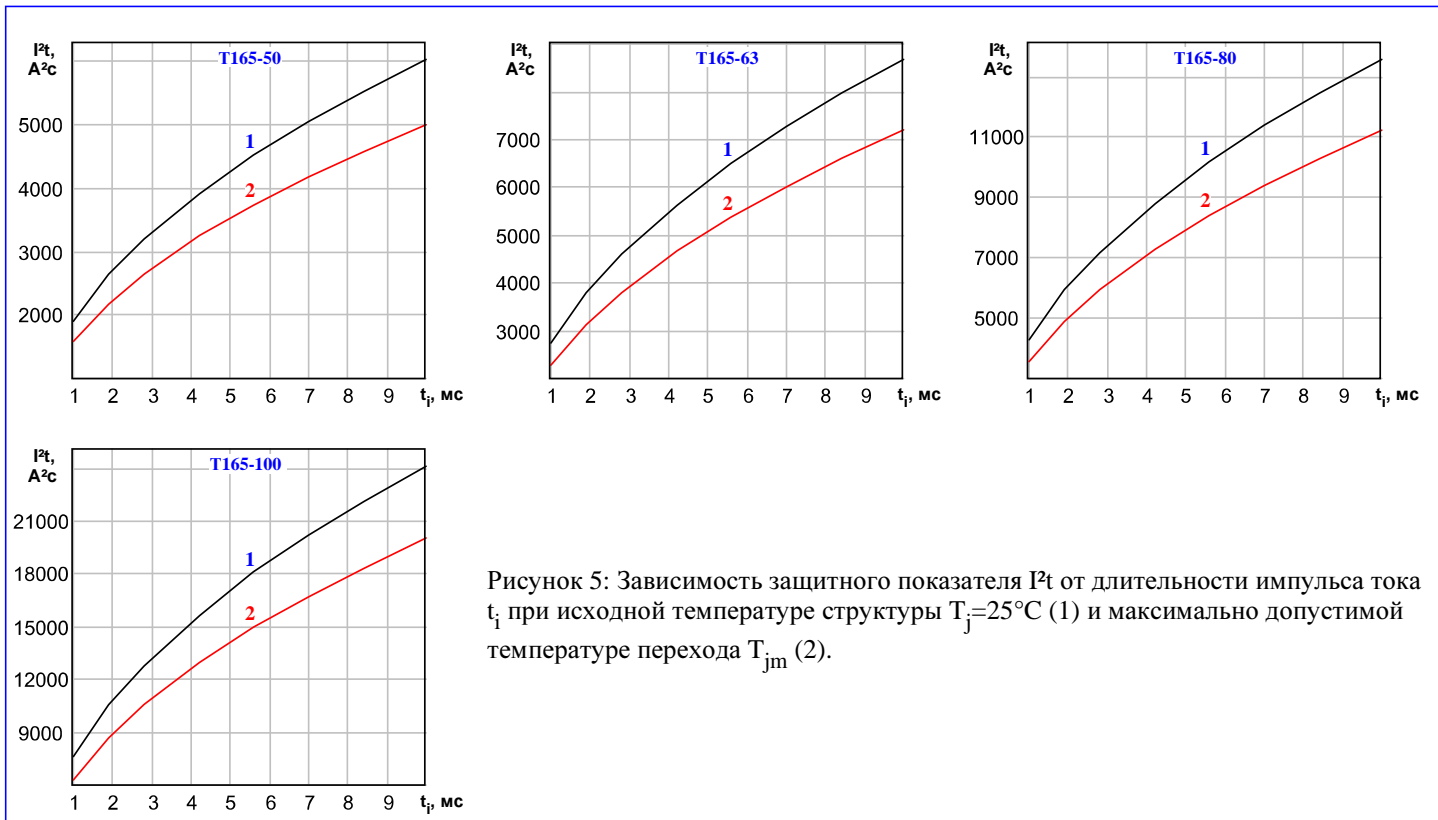 I²t,
A²c
T165-50
5000
4000
3000
2000
1
2
1 2 3 4 5 6 7 8 9 tᵢ, мс
I²t,
A²c
T165-63
7000
6000
5000
4000
3000
1
2
1 2 3 4 5 6 7 8 9 tᵢ, мс
I²t,
A²c
T165-80
11000
9000
7000
5000
1
2
1 2 3 4 5 6 7 8 9 tᵢ, мс
I²t,
A²c
T165-100
21000
18000
15000
12000
9000
1
2
1 2 3 4 5 6 7 8 9 tᵢ, мс
Рисунок 5: Зависимость защитного показателя I²t от длительности импульса тока
tᵢ при исходной температуре структуры Tⱼ=25°C (1) и максимально допустимой
температуре перехода Tjm (2).